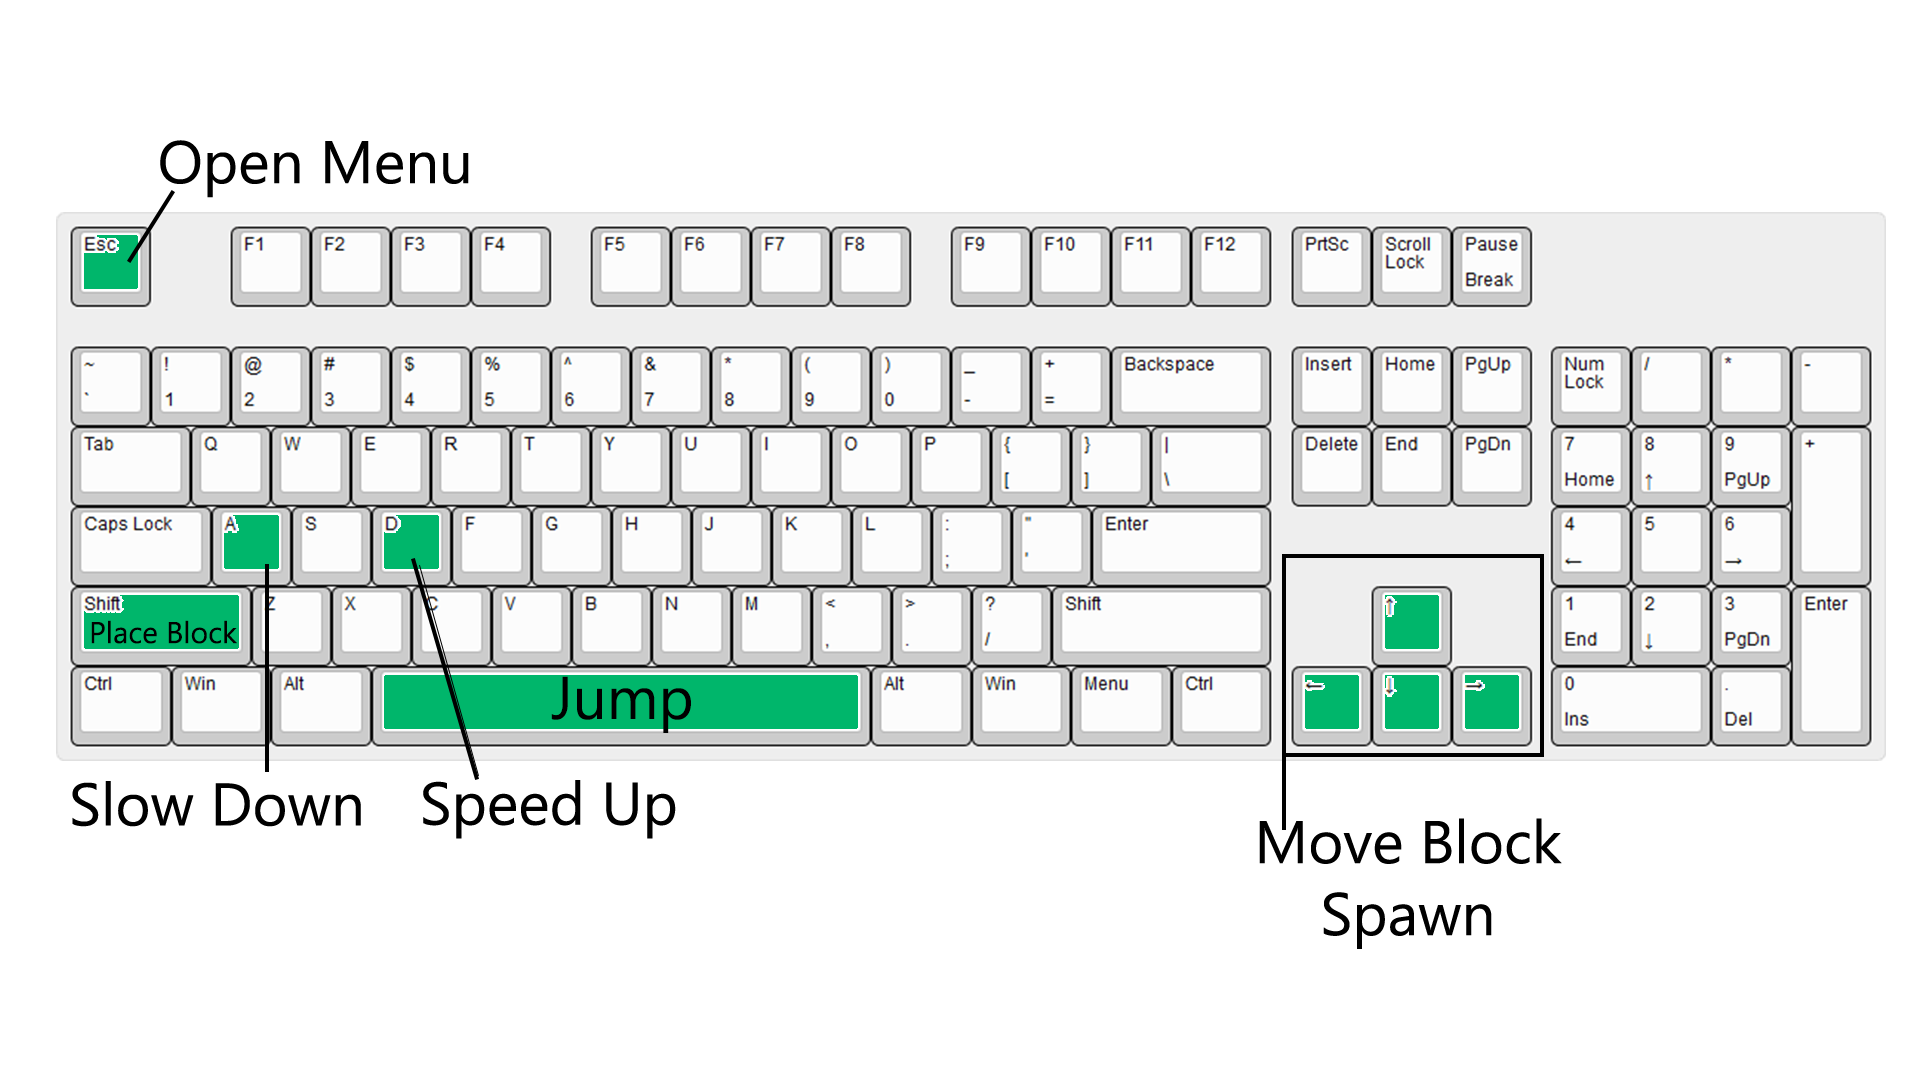 Open Menu
Esc F1 F2 F3 F4 F5 F6 F7 F8 F9 F10 F11 F12 PrtSc Scroll Lock Pause Break
~ ` ! 1 @ 2 # 3 $ 4 % 5 ^ 6 & 7 * 8 ( 9 ) 0 _ - + = Backspace Insert Home PgUp Num Lock / * -
Tab Q W E R T Y U I O P { [ } ] | \ Delete End PgDn 7 Home 8 ↑ 9 PgUp +
Caps Lock A S D F G H J K L : ; " ' Enter 4 ← 5 6 →
Shift Place Block Z X C V B N M < , > . ? / Shift ↑ 1 End 2 ↓ 3 PgDn Enter
Ctrl Win Alt Jump Alt Win Menu Ctrl ← ↓ → 0 Ins . Del
Slow Down Speed Up
Move Block
Spawn